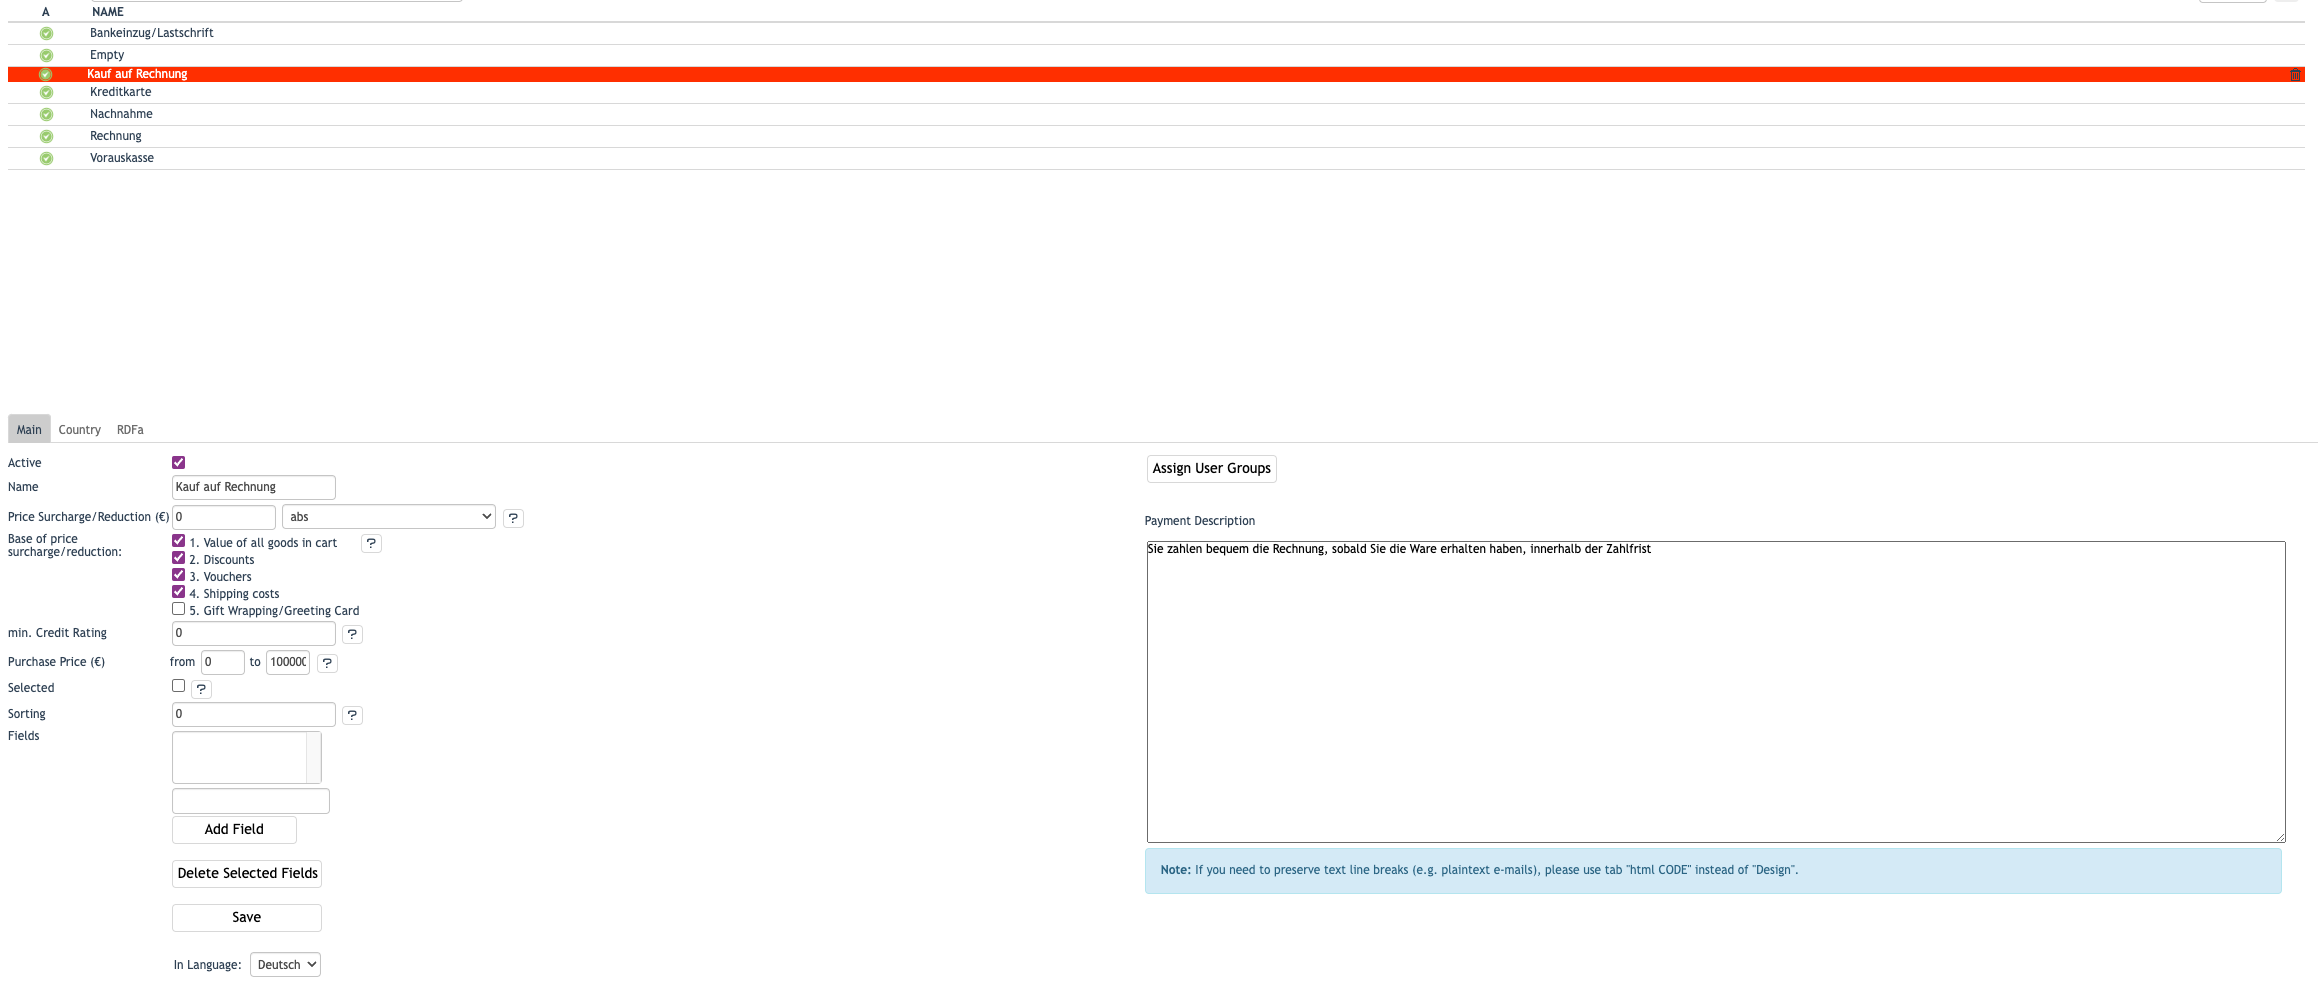 A NAME
Bankeinzug/Lastschrift
Empty
Kauf auf Rechnung
Kreditkarte
Nachnahme
Rechnung
Vorauskasse
Main Country RDFa
Active
Name Kauf auf Rechnung
Price Surcharge/Reduction (€) 0 abs ?
Base of price
surcharge/reduction:
1. Value of all goods in cart ?
2. Discounts
3. Vouchers
4. Shipping costs
5. Gift Wrapping/Greeting Card
min. Credit Rating 0 ?
Purchase Price (€) from 0 to 100000 ?
Selected ?
Sorting 0 ?
Fields
Add Field
Delete Selected Fields
Save
In Language: Deutsch
Assign User Groups
Payment Description
Sie zahlen bequem die Rechnung, sobald Sie die Ware erhalten haben, innerhalb der Zahlfrist
Note: If you need to preserve text line breaks (e.g. plaintext e-mails), please use tab "html CODE" instead of "Design".